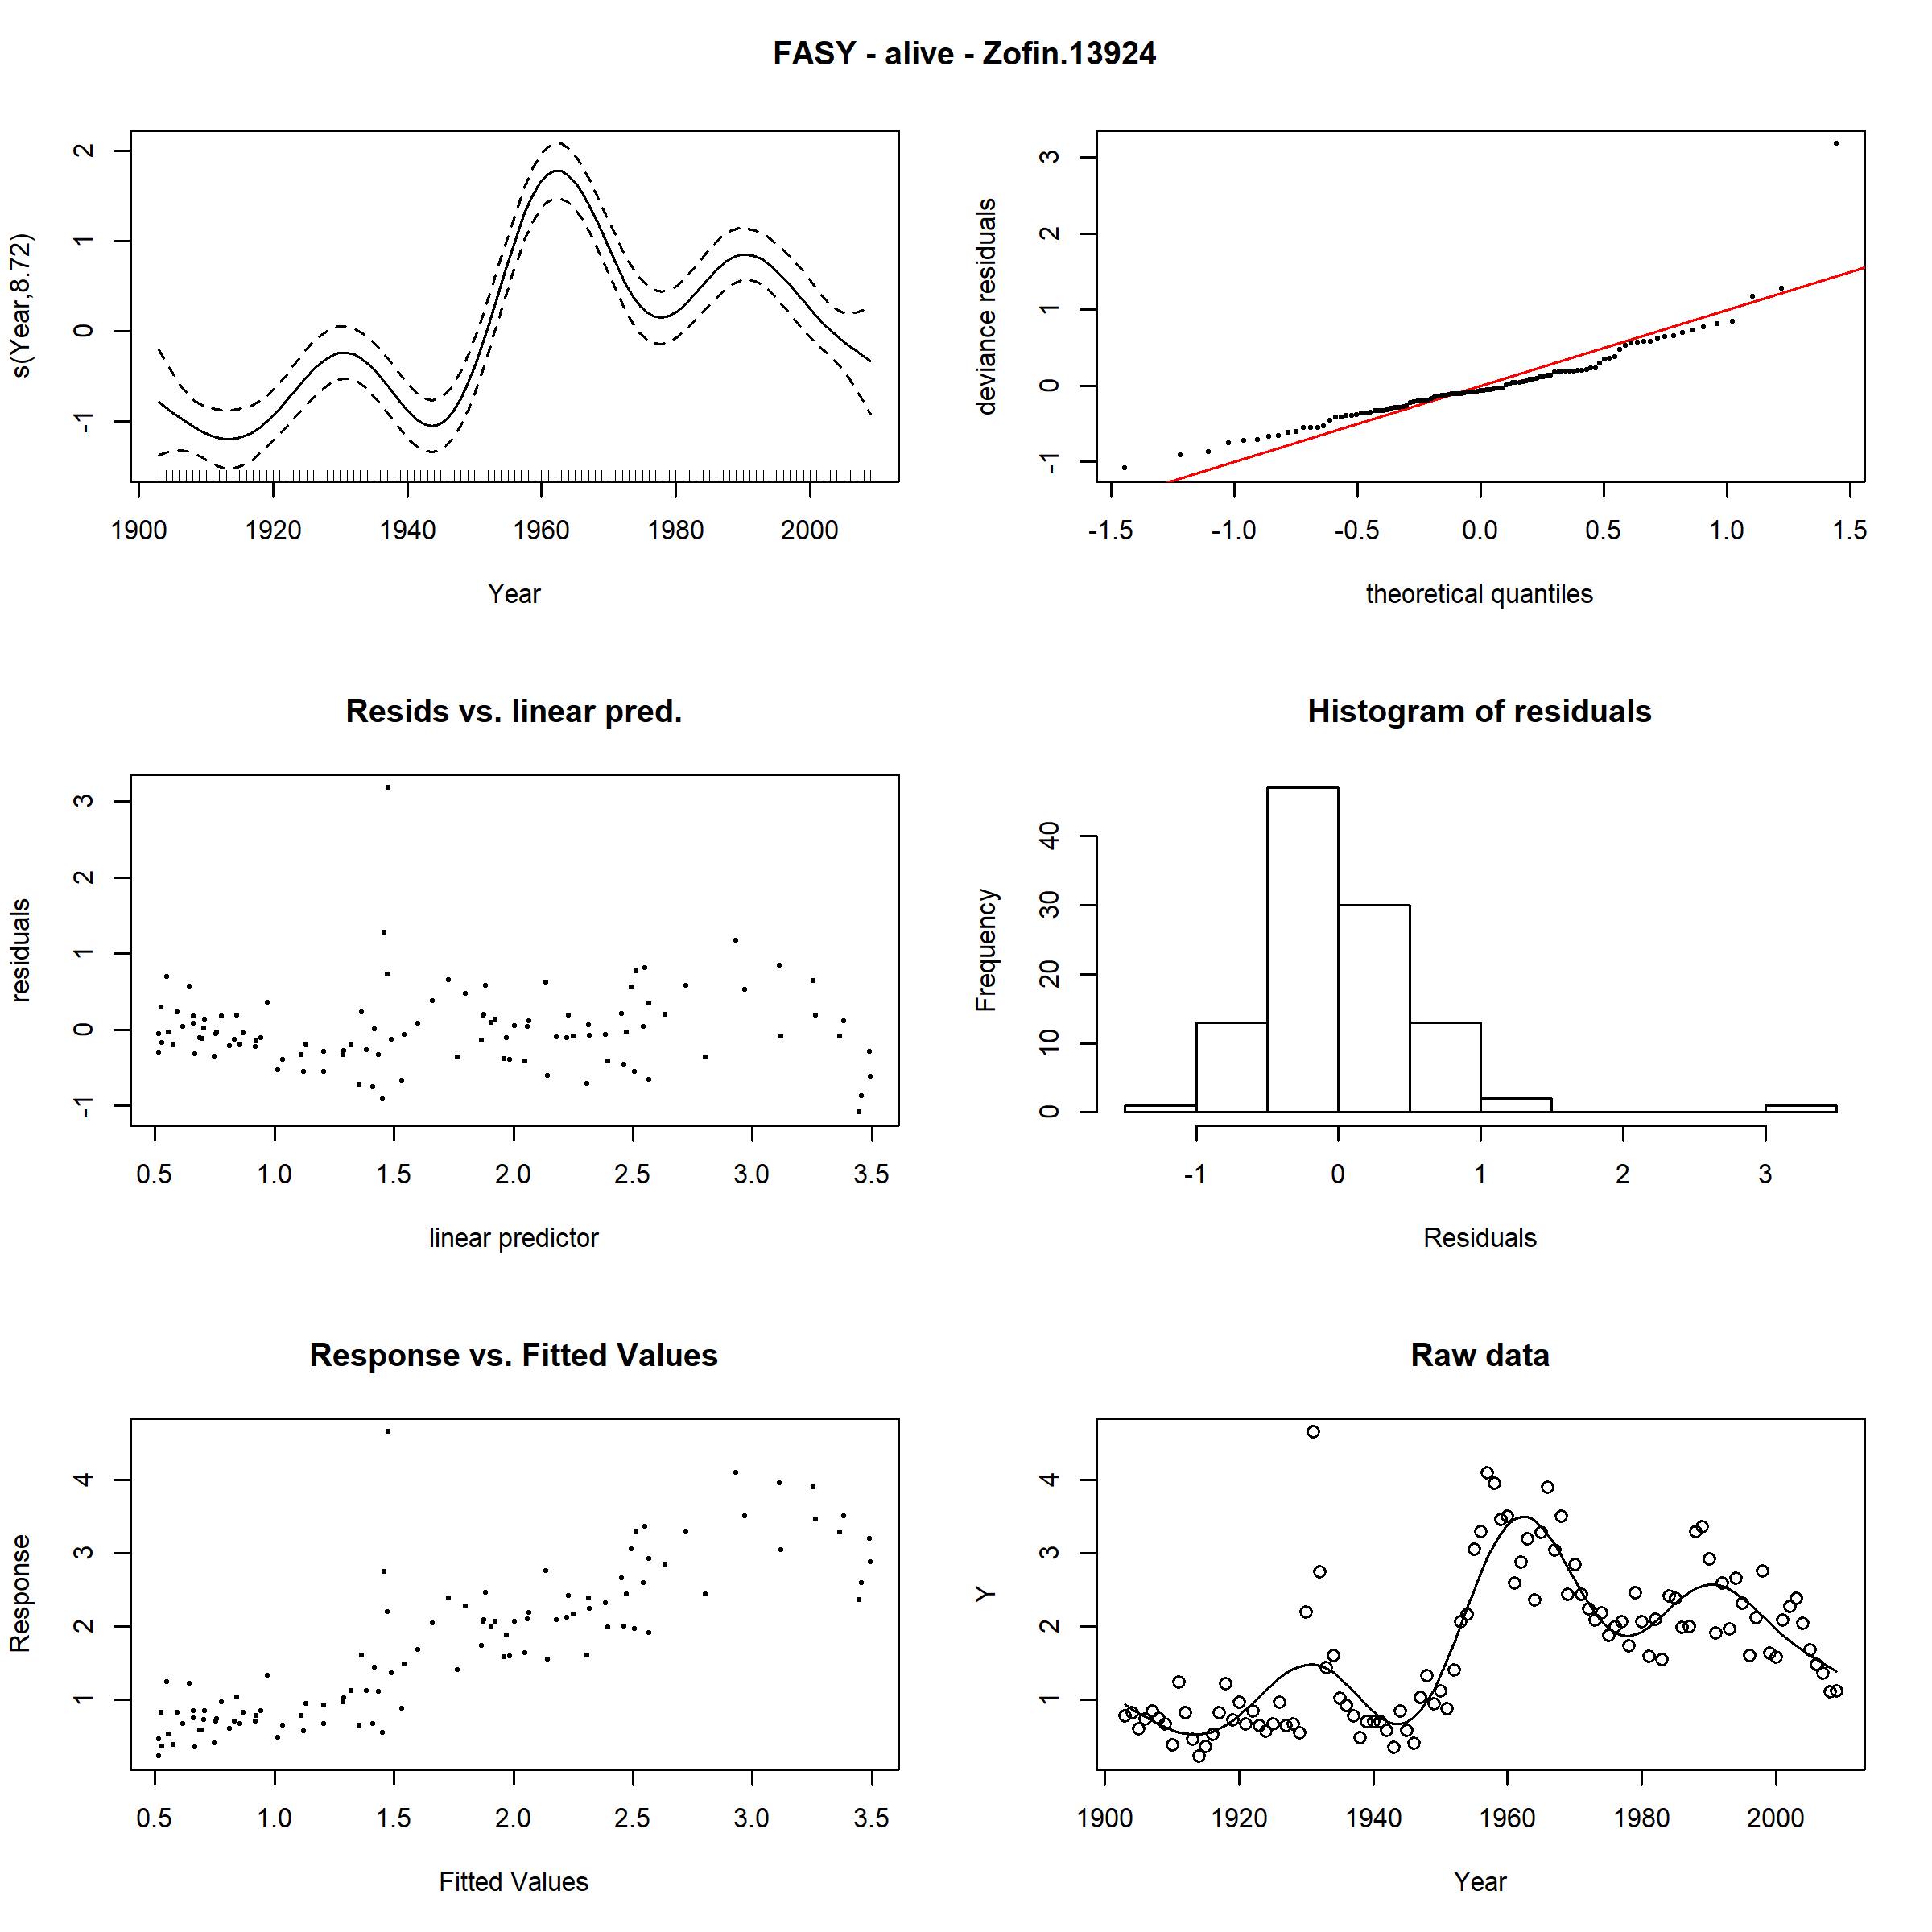 FASY - alive - Zofin.13924
s(Year,8.72)
2
1
0
-1
1900 1920 1940 1960 1980 2000
Year
deviance residuals
3
2
1
0
-1
-1.5 -1.0 -0.5 0.0 0.5 1.0 1.5
theoretical quantiles
Resids vs. linear pred.
residuals
3
2
1
0
-1
0.5 1.0 1.5 2.0 2.5 3.0 3.5
linear predictor
Histogram of residuals
Frequency
40
30
20
10
0
-1 0 1 2 3
Residuals
Response vs. Fitted Values
Response
4
3
2
1
0.5 1.0 1.5 2.0 2.5 3.0 3.5
Fitted Values
Raw data
Y
4
3
2
1
1900 1920 1940 1960 1980 2000
Year